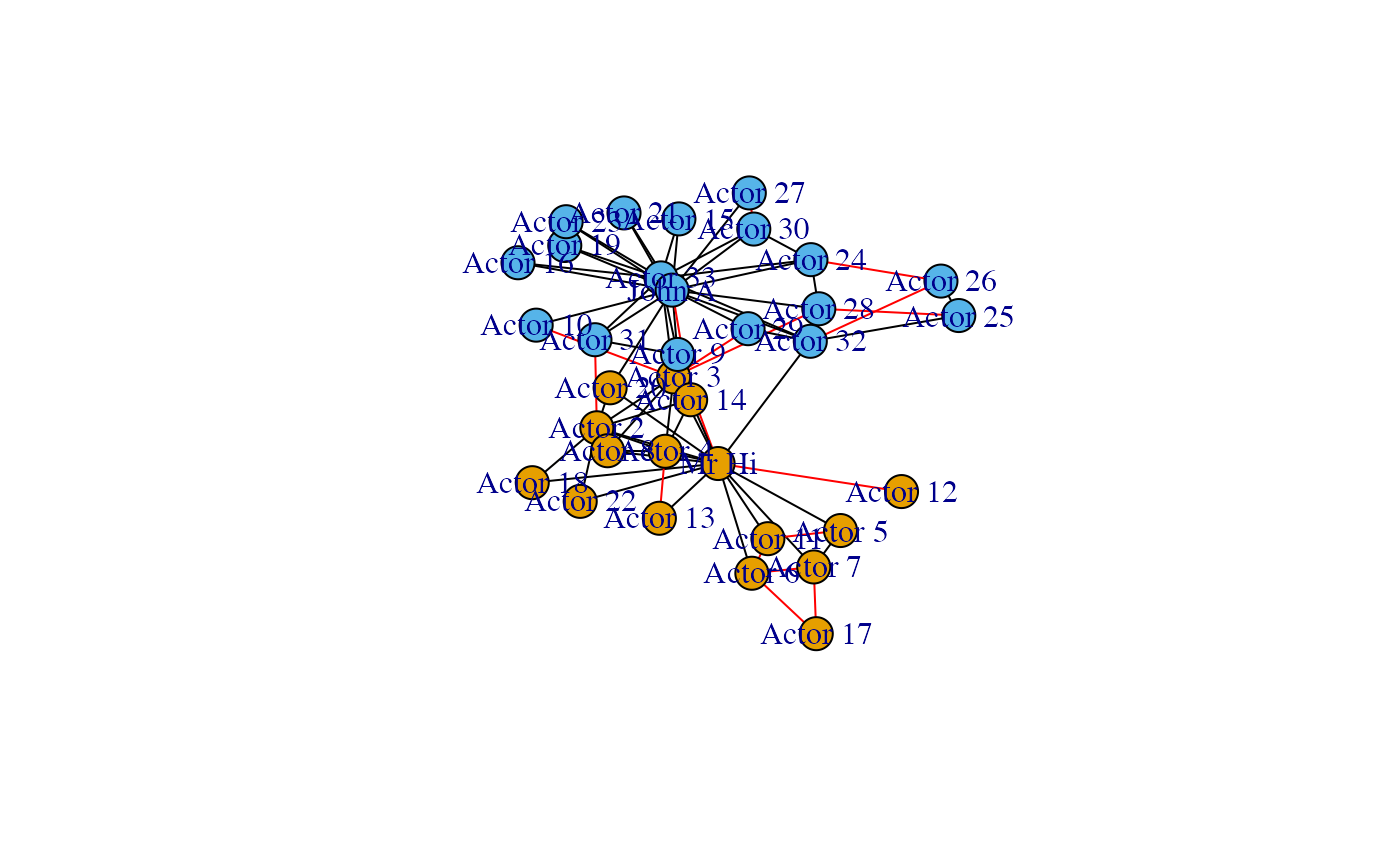 Actor 27
Actor 21
Actor 15
Actor 23
Actor 30
Actor 19
Actor 24
Actor 16
Actor 33
Actor 26
John A
Actor 28
Actor 25
Actor 10
Actor 29
Actor 31
Actor 32
Actor 9
Actor 3
Actor 20
Actor 14
Actor 2
Actor 8
Actor 4
Mr Hi
Actor 18
Actor 12
Actor 22
Actor 13
Actor 5
Actor 11
Actor 7
Actor 6
Actor 17